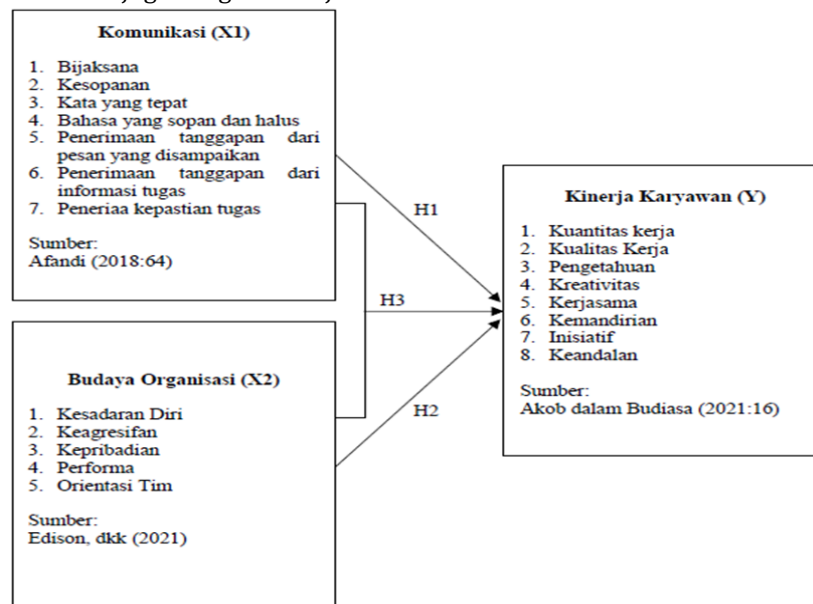 Komunikasi (X1)
1. Bijaksana
2. Kesopanan
3. Kata yang tepat
4. Bahasa yang sopan dan halus
5. Penerimaan tanggapan dari
pesan yang disampaikan
6. Penerimaan tanggapan dari
informasi tugas
7. Peneriaa kepastian tugas
Sumber:
Afandi (2018:64)
Budaya Organisasi (X2)
1. Kesadaran Diri
2. Keagresifan
3. Kepribadian
4. Performa
5. Orientasi Tim
Sumber:
Edison, dkk (2021)
H1
H3
H2
Kinerja Karyawan (Y)
1. Kuantitas kerja
2. Kualitas Kerja
3. Pengetahuan
4. Kreativitas
5. Kerjasama
6. Kemandirian
7. Inisiatif
8. Keandalan
Sumber:
Akob dalam Budiasa (2021:16)